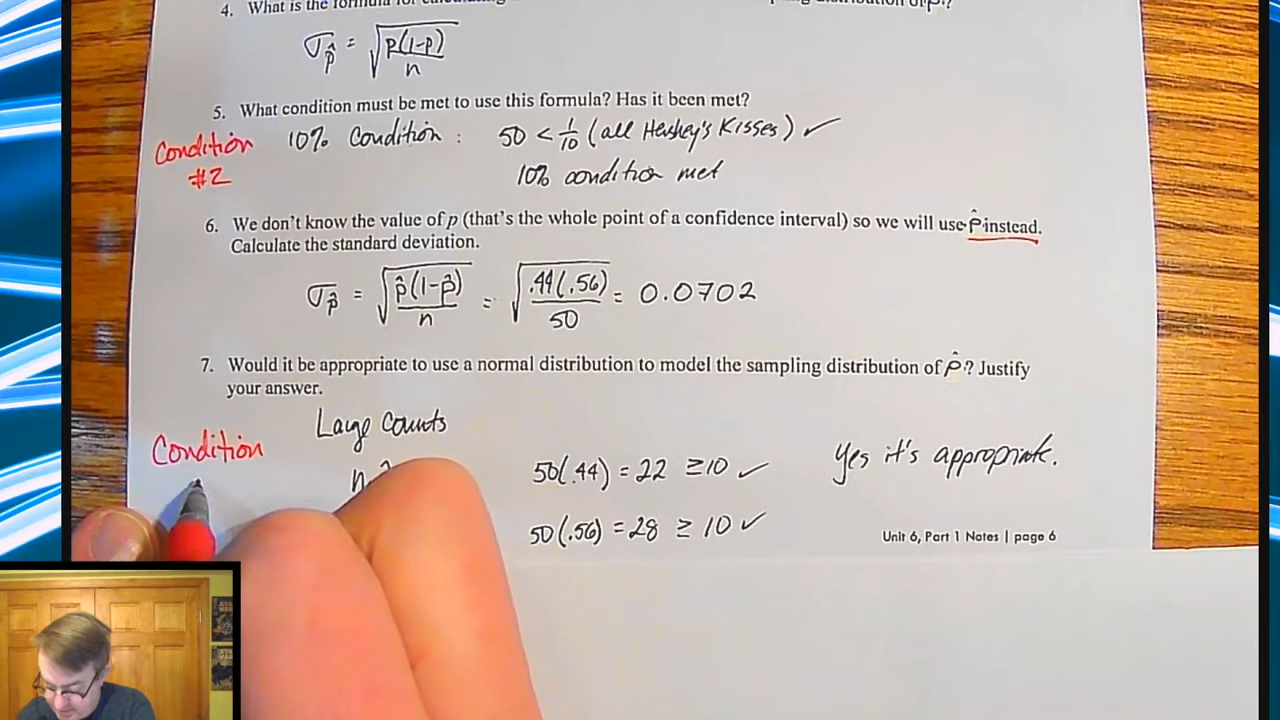 4. What is the formula for calculating
σp̂ = √p(1-p)/n
5. What condition must be met to use this formula? Has it been met?
Condition #2
10% Condition : 50 < 1/10 (all Hershey's Kisses) ✓
10% condition met
6. We don't know the value of p (that's the whole point of a confidence interval) so we will use p̂ instead.
Calculate the standard deviation.
σp̂ = √p̂(1-p̂)/n = √.44(.56)/50 = 0.0702
7. Would it be appropriate to use a normal distribution to model the sampling distribution of p̂? Justify
your answer.
Large Counts
Condition
n
50(.44) = 22 ≥10 ✓
Yes it's appropriate.
50(.56) = 28 ≥ 10 ✓
Unit 6, Part 1 Notes | page 6